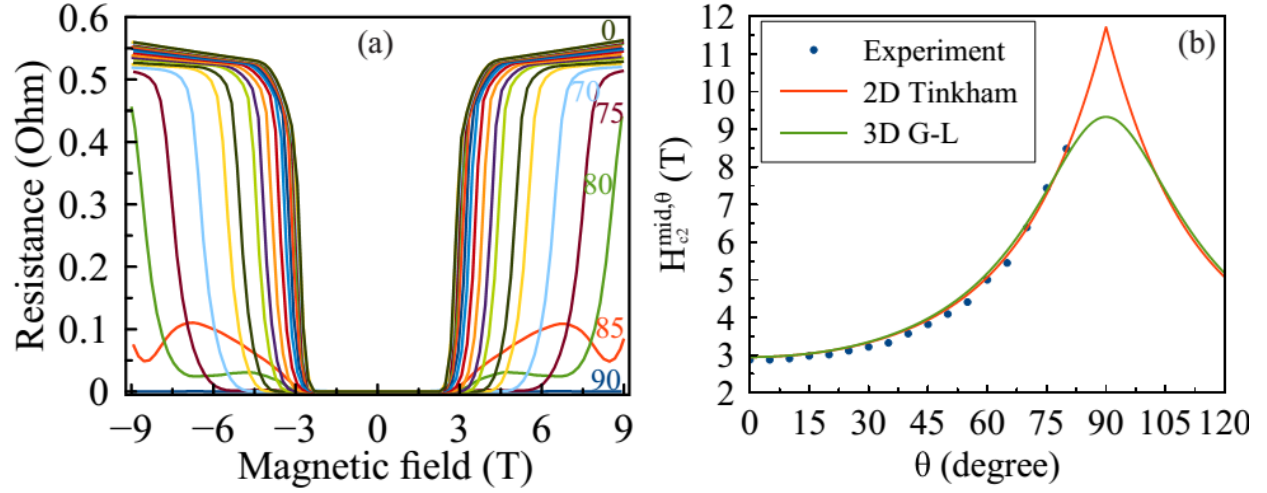 (a)
Resistance (Ohm)
0.6
0.5
0.4
0.3
0.2
0.1
0
0
70
75
80
85
90
−9 −6 −3 0 3 6 9
Magnetic field (T)
(b)
Experiment
2D Tinkham
3D G-L
H_{c2}^{mid,θ} (T)
12
11
10
9
8
7
6
5
4
3
2
0 15 30 45 60 75 90 105 120
θ (degree)